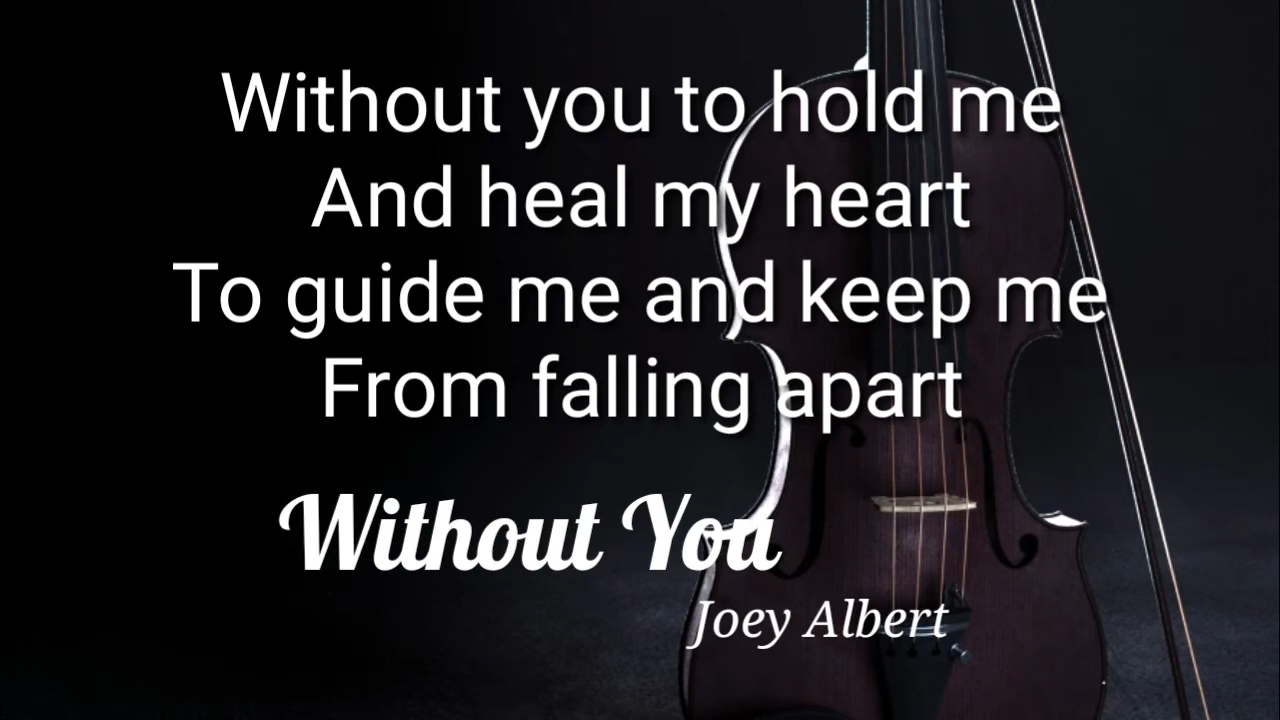 Without you to hold me
And heal my heart
To guide me and keep me
From falling apart
Without You
Joey Albert